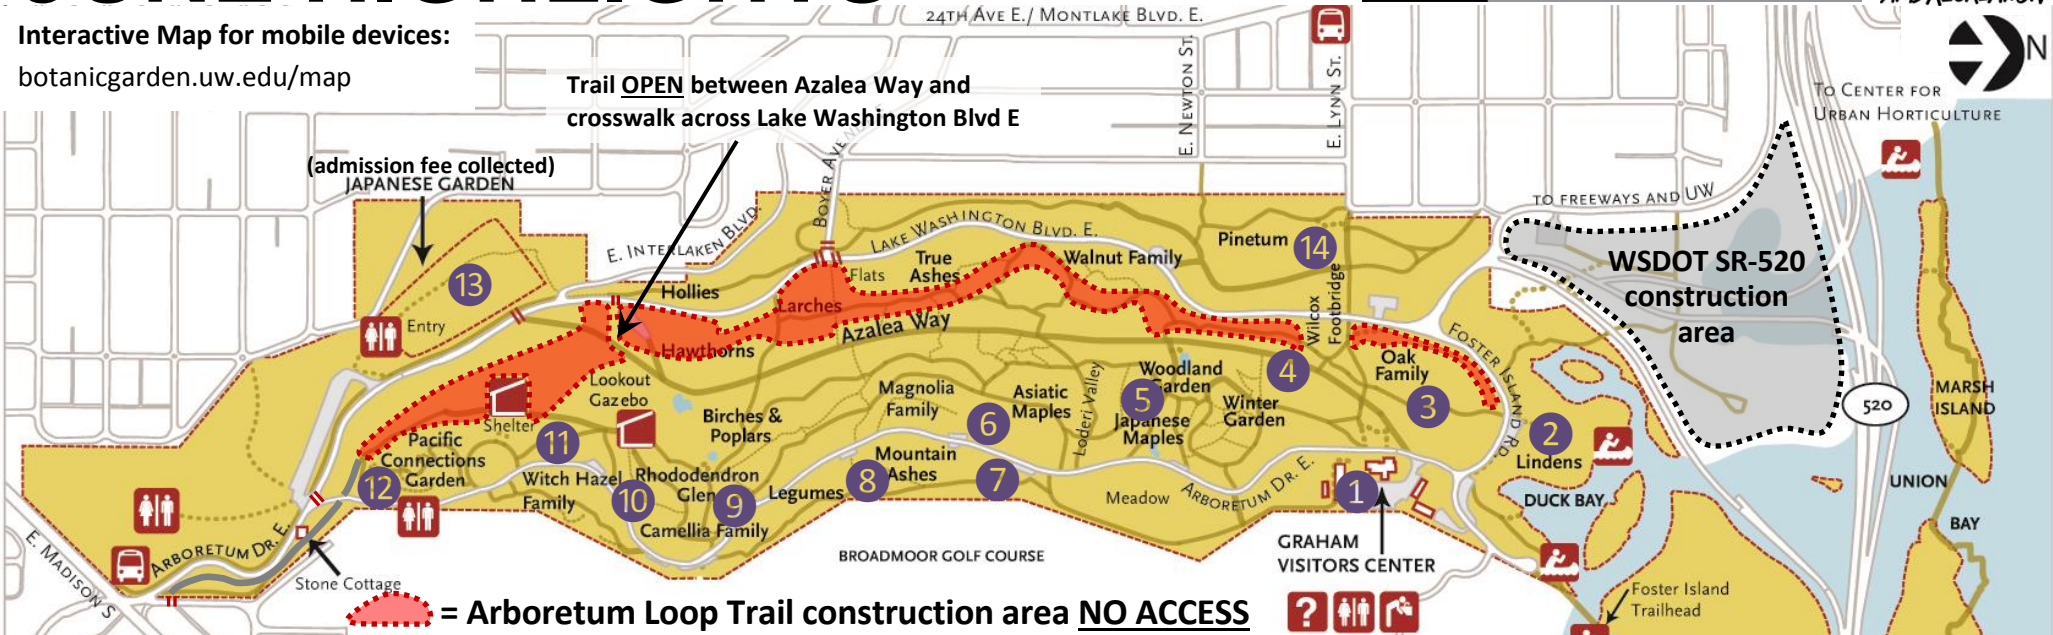 Interactive Map for mobile devices:
botanicgarden.uw.edu/map
24TH AVE E./ MONTLAKE BLVD. E.
N
Trail OPEN between Azalea Way and
crosswalk across Lake Washington Blvd E
E. NEWTON ST.
E. LYNN ST.
TO CENTER FOR
URBAN HORTICULTURE
(admission fee collected)
JAPANESE GARDEN
BOYER AVENUE
TO FREEWAYS AND UW
E. INTERLAKEN BLVD.
LAKE WASHINGTON BLVD. E.
Pinetum
14
WSDOT SR-520
construction
area
13
Hollies
Flats
True
Ashes
Walnut Family
Larches
Entry
Azalea Way
Wilcox
Footbridge
FOSTER ISLAND RD.
Hawthorns
Oak
Family
3
4
Lookout
Gazebo
Magnolia
Family
Asiatic
Maples
Loderi Valley
Woodland
Garden
5
Japanese
Maples
Winter
Garden
MARSH
ISLAND
520
Shelter
11
Birches &
Poplars
6
2
Lindens
Pacific
Connections
Garden
12
Witch Hazel
Family
10
Rhododendron
Glen
9
Legumes
8
Mountain
Ashes
7
Meadow
ARBORETUM DR. E.
1
DUCK BAY
UNION
BAY
Camellia Family
E. MADISON S
ARBORETUM DR. E.
Stone Cottage
BROADMOOR GOLF COURSE
GRAHAM
VISITORS CENTER
Foster Island
Trailhead
= Arboretum Loop Trail construction area NO ACCESS
?